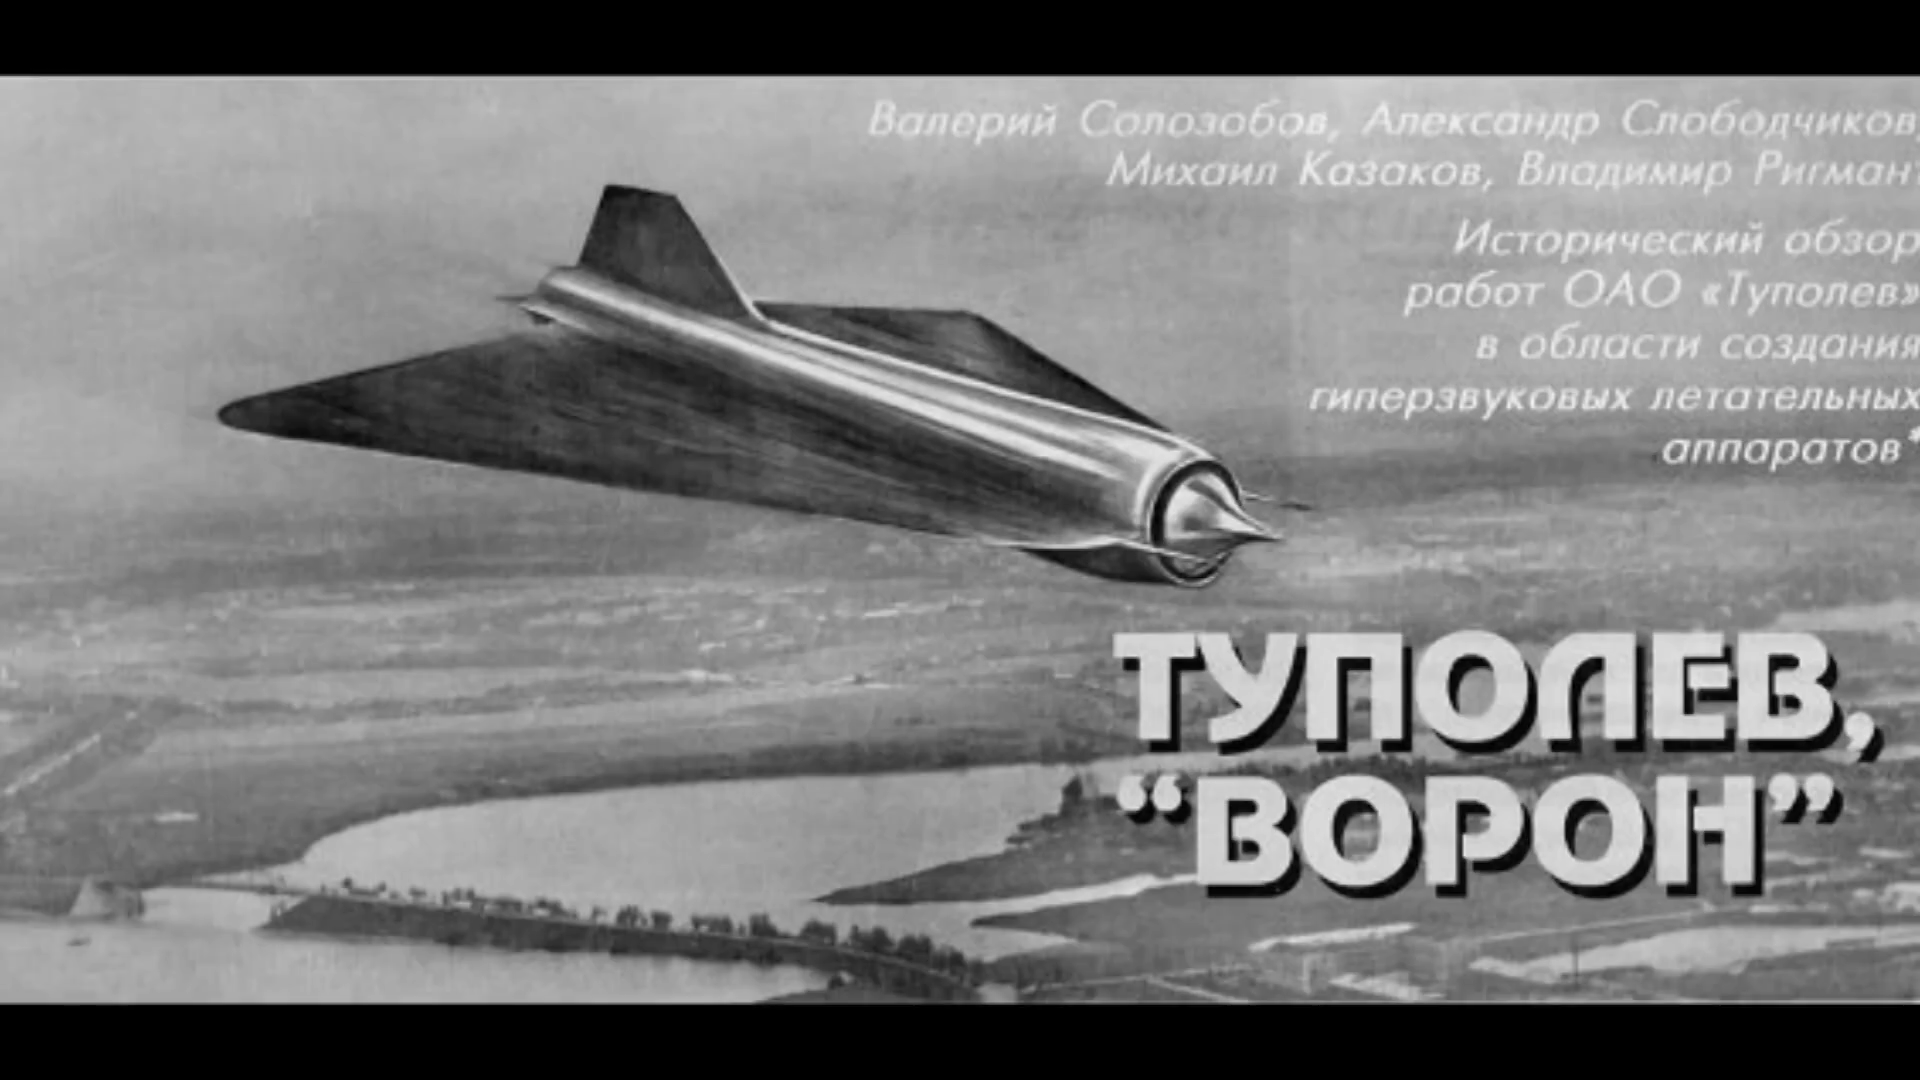 Валерий Солозобов, Александр Слободчиков,
Михаил Казаков, Владимир Ригмант
Исторический обзор
работ ОАО «Туполев»
в области создания
гиперзвуковых летательных
аппаратов*
ТУПОЛЕВ,
“ВОРОН”